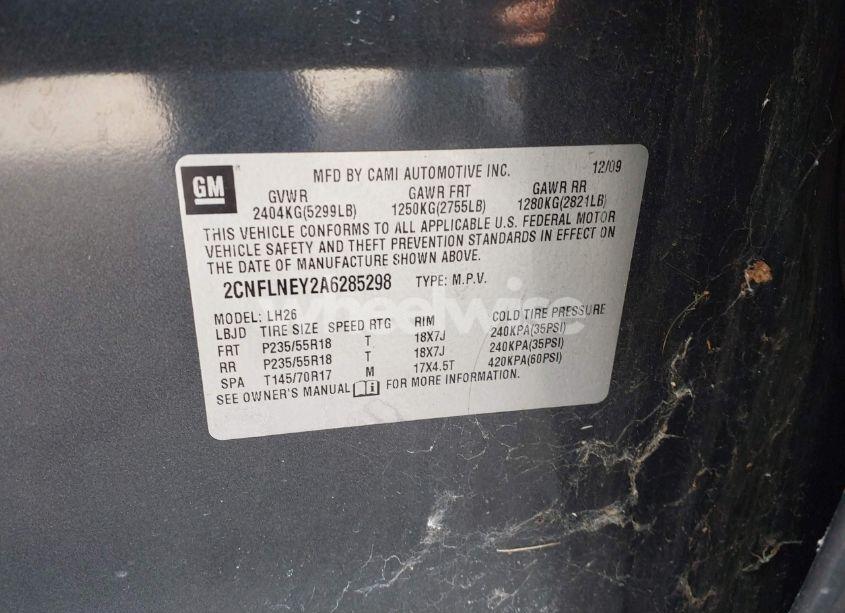 GM
MFD BY CAMI AUTOMOTIVE INC. 12/09
GVWR GAWR FRT GAWR RR
2404KG(5299LB) 1250KG(2755LB) 1280KG(2821LB)
THIS VEHICLE CONFORMS TO ALL APPLICABLE U.S. FEDERAL MOTOR
VEHICLE SAFETY AND THEFT PREVENTION STANDARDS IN EFFECT ON
THE DATE OF MANUFACTURE SHOWN ABOVE.
2CNFLNEY2A6285298 TYPE: M.P.V.
wheelwise
MODEL: LH26
LBJD TIRE SIZE SPEED RTG RIM COLD TIRE PRESSURE
FRT P235/55R18 T 18X7J 240KPA(35PSI)
RR P235/55R18 T 18X7J 240KPA(35PSI)
SPA T145/70R17 M 17X4.5T 420KPA(60PSI)
SEE OWNER'S MANUAL FOR MORE INFORMATION.